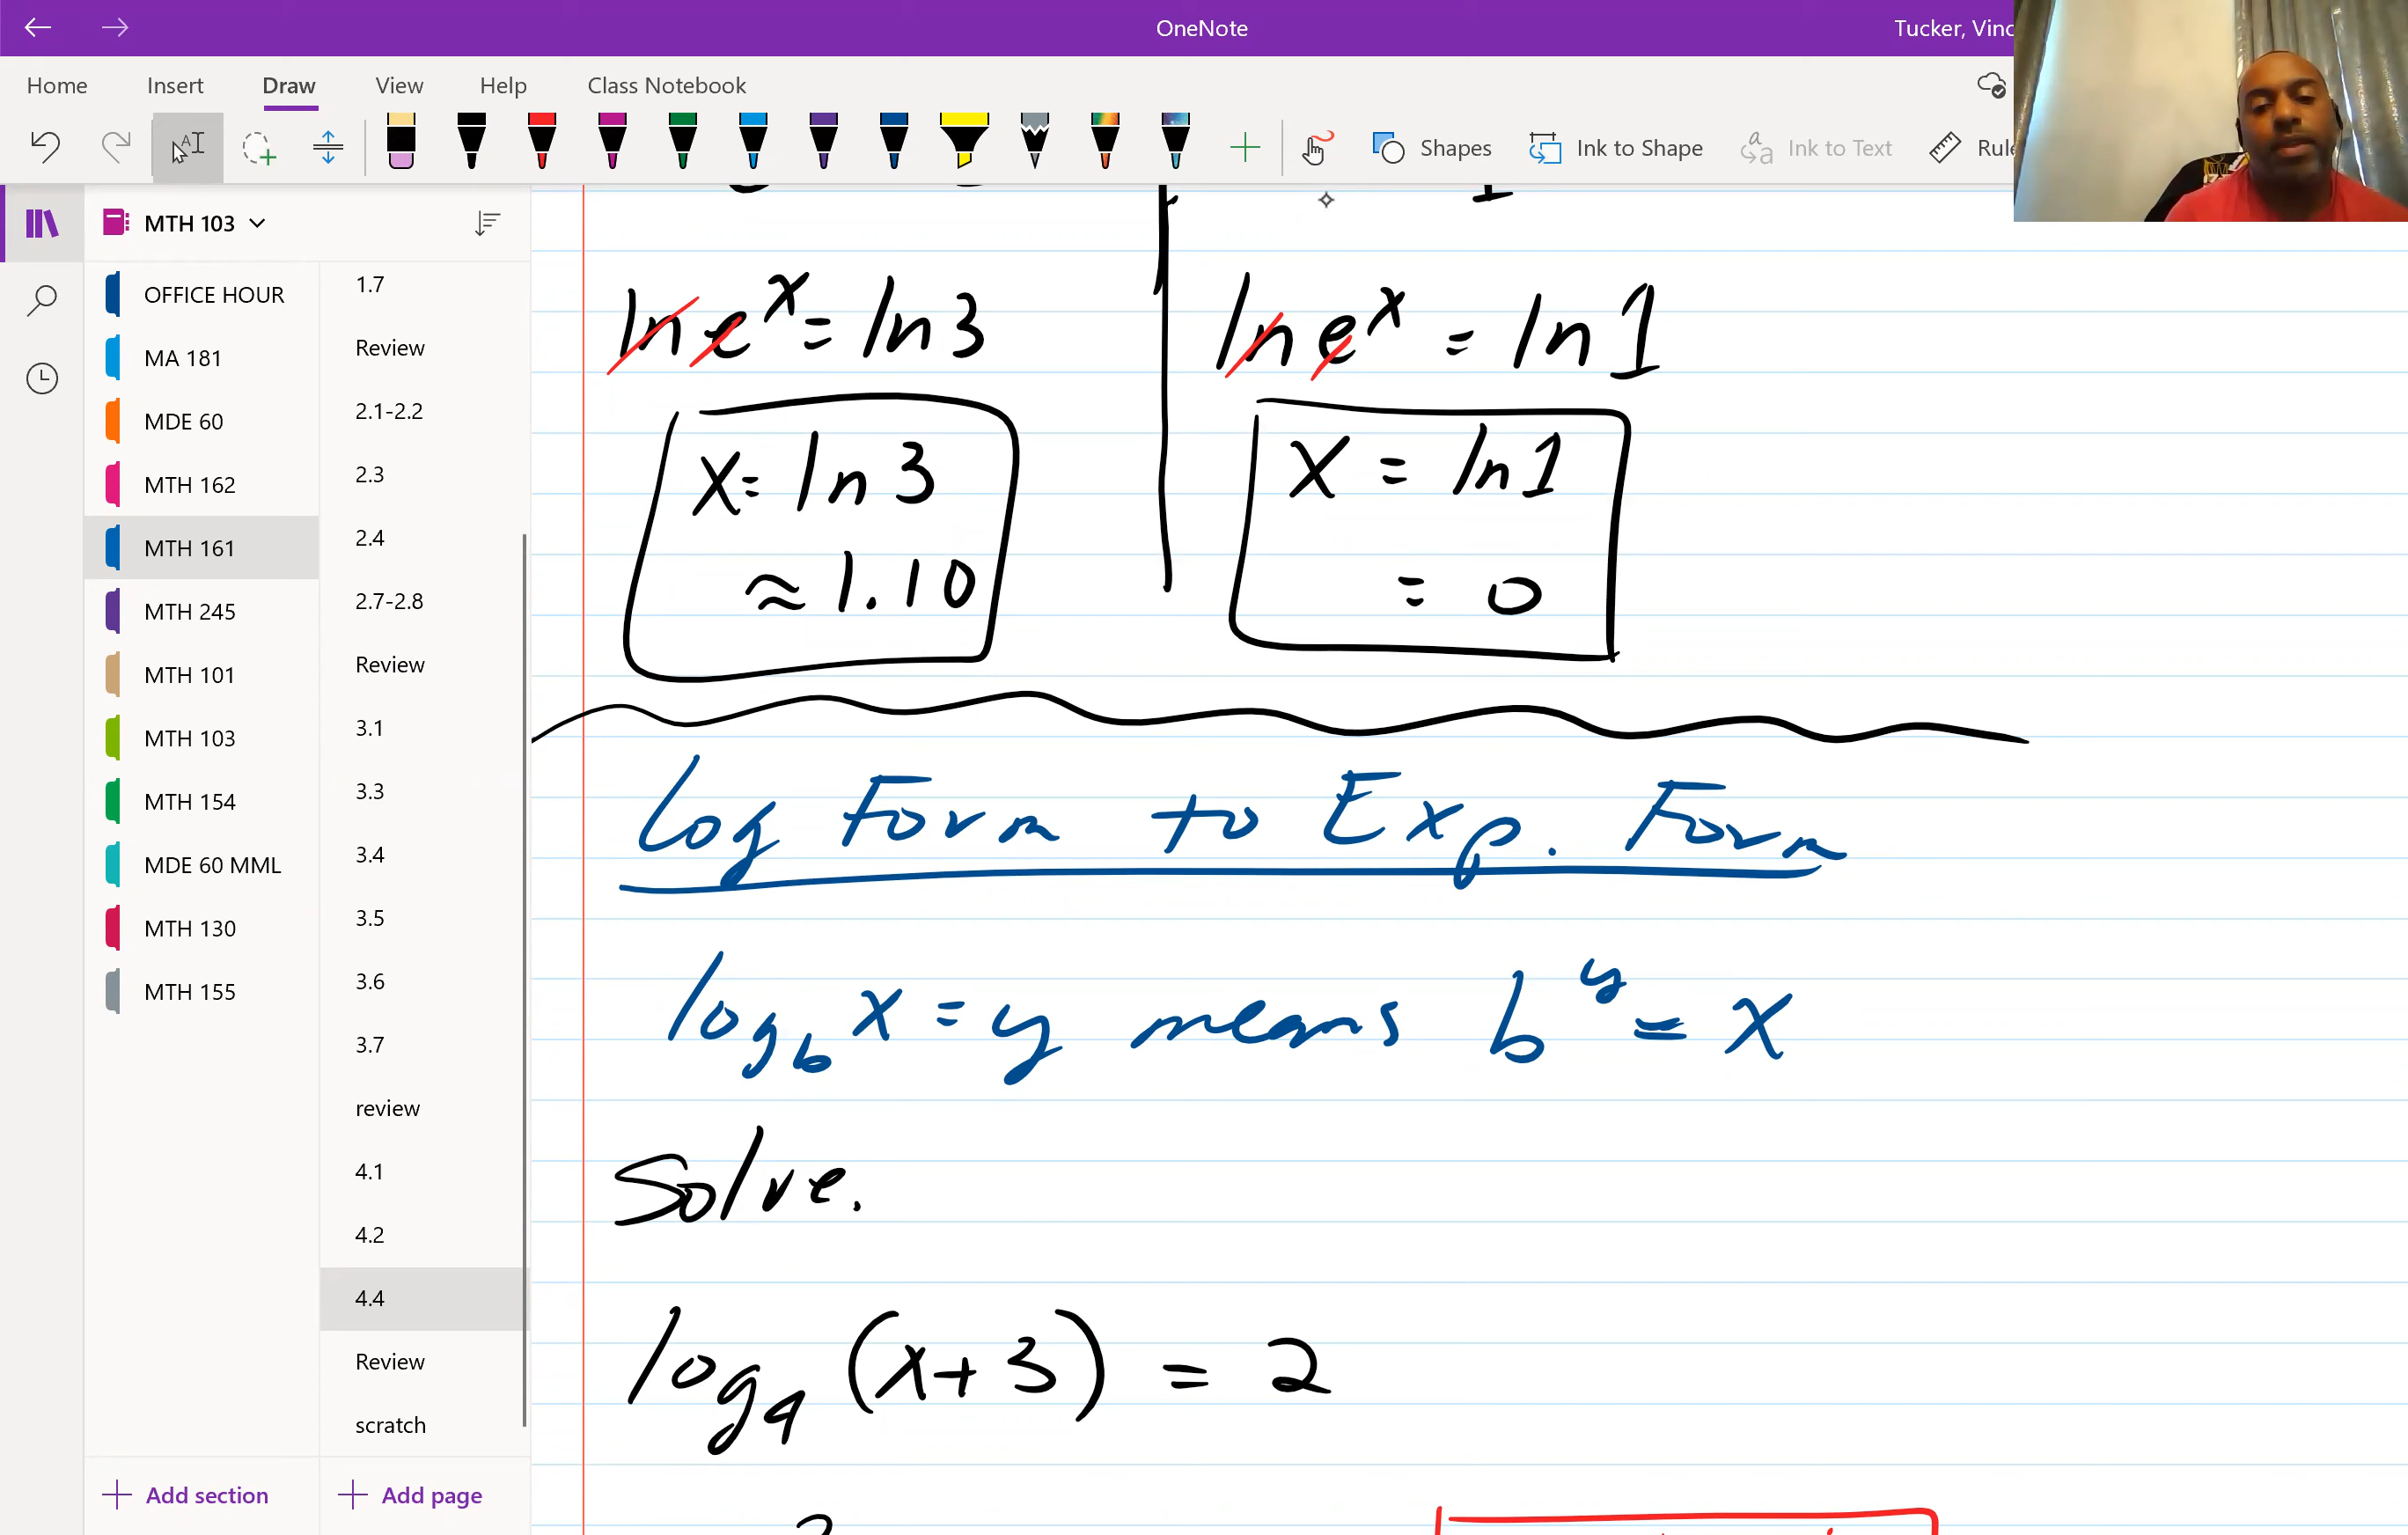 OneNote
Tucker, Vinc
Home Insert Draw View Help Class Notebook
Shapes Ink to Shape Ink to Text Rule
MTH 103
OFFICE HOUR
MA 181
MDE 60
MTH 162
MTH 161
MTH 245
MTH 101
MTH 103
MTH 154
MDE 60 MML
MTH 130
MTH 155
Add section
1.7
Review
2.1-2.2
2.3
2.4
2.7-2.8
Review
3.1
3.3
3.4
3.5
3.6
3.7
review
4.1
4.2
4.4
Review
scratch
Add page
ln e^x = ln 3
x = ln 3
≈ 1.10
ln e^x = ln 1
x = ln 1
= 0
Log Form to Exp. Form
log_b x = y means b^y = x
Solve.
log_4 (x+3) = 2